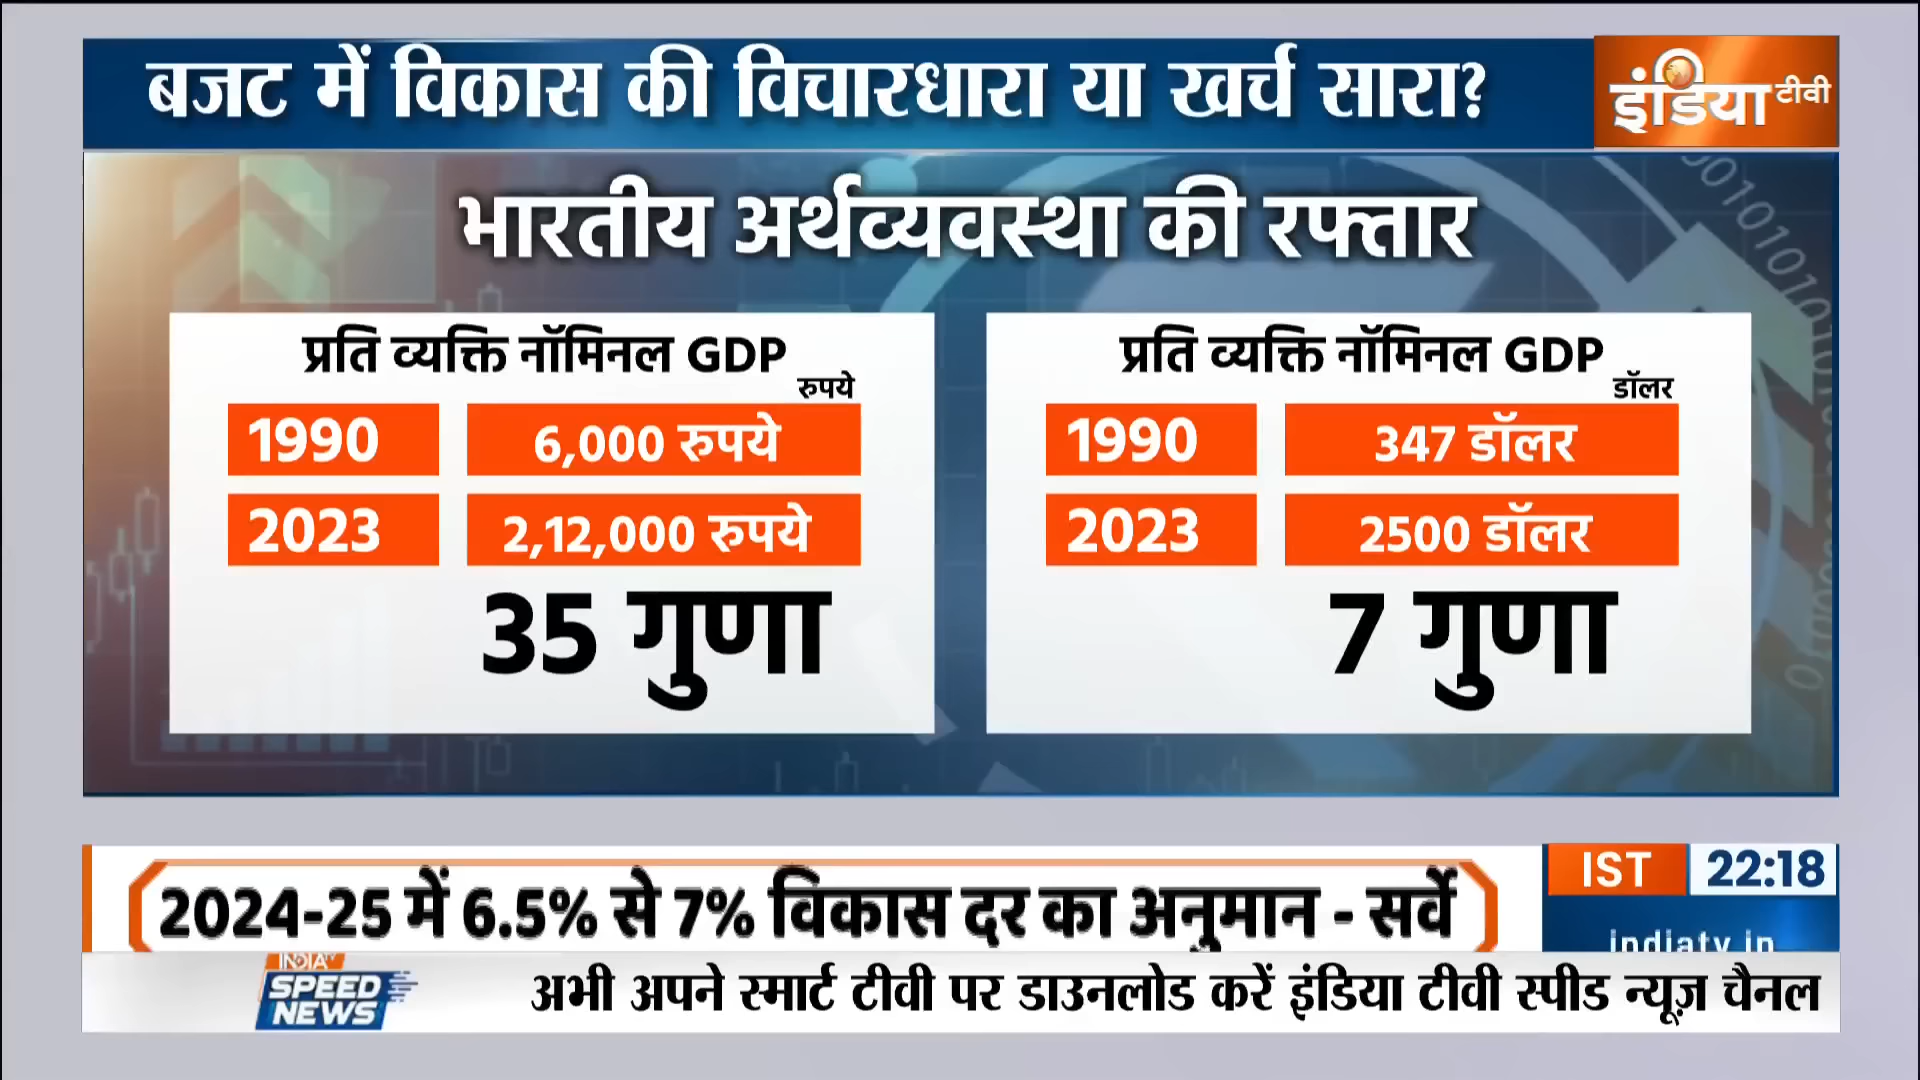 बजट में विकास की विचारधारा या खर्च सारा?
इंडिया टीवी
भारतीय अर्थव्यवस्था की रफ्तार
प्रति व्यक्ति नॉमिनल GDP
रुपये
1990 6,000 रुपये
2023 2,12,000 रुपये
35 गुणा
प्रति व्यक्ति नॉमिनल GDP
डॉलर
1990 347 डॉलर
2023 2500 डॉलर
7 गुणा
2024-25 में 6.5% से 7% विकास दर का अनुमान - सर्वे
IST 22:18
indiatv.in
INDIA TV
SPEED
NEWS
अभी अपने स्मार्ट टीवी पर डाउनलोड करें इंडिया टीवी स्पीड न्यूज़ चैनल